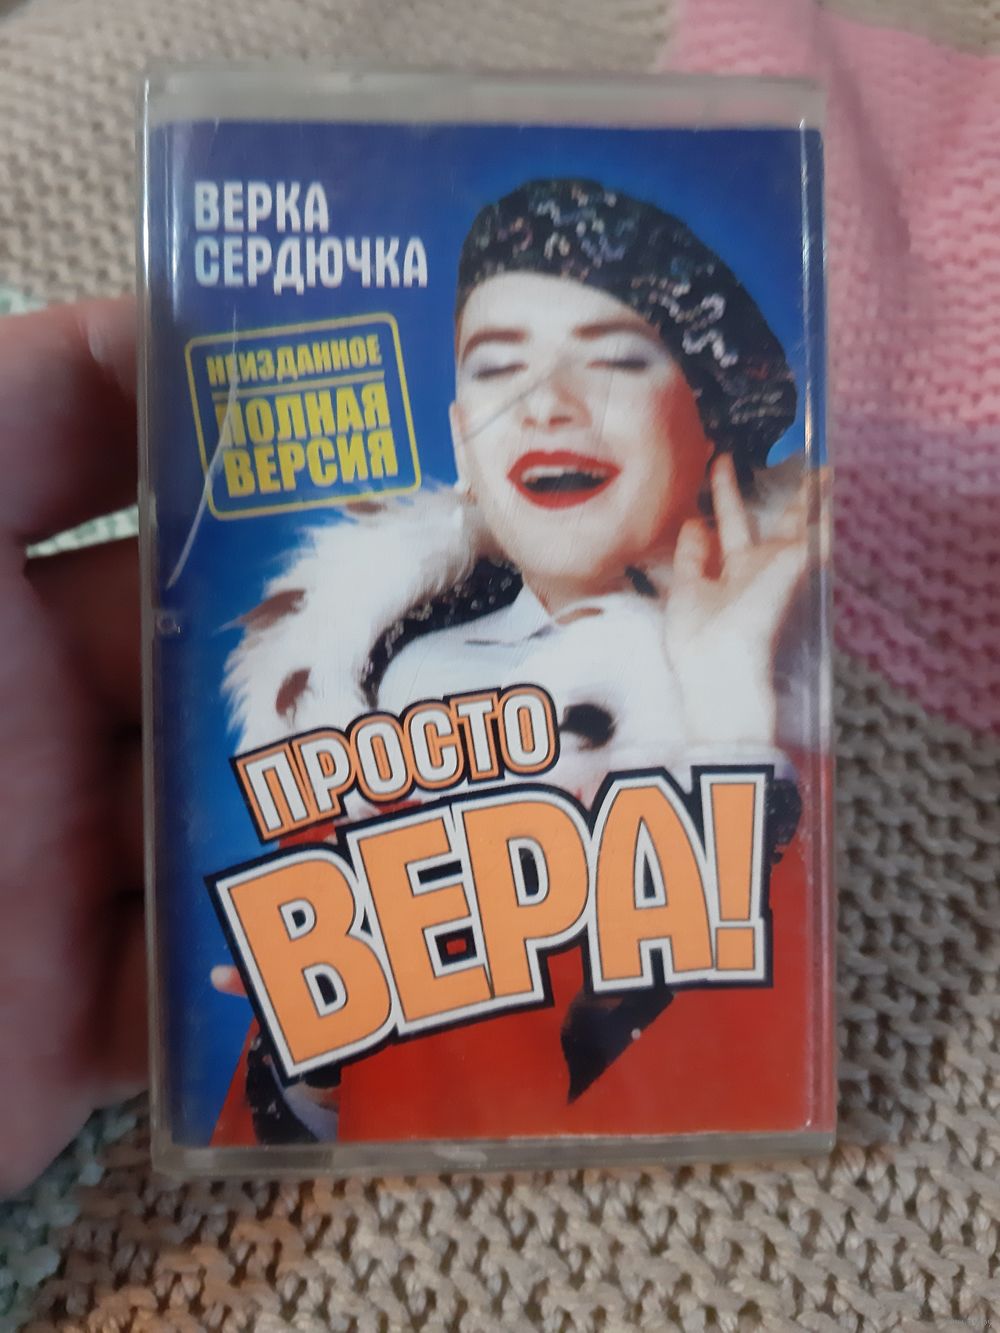 ВЕРКА
СЕРДЮЧКА
НЕИЗДАННОЕ
ПОЛНАЯ
ВЕРСИЯ
ПРОСТО
ВЕРА!